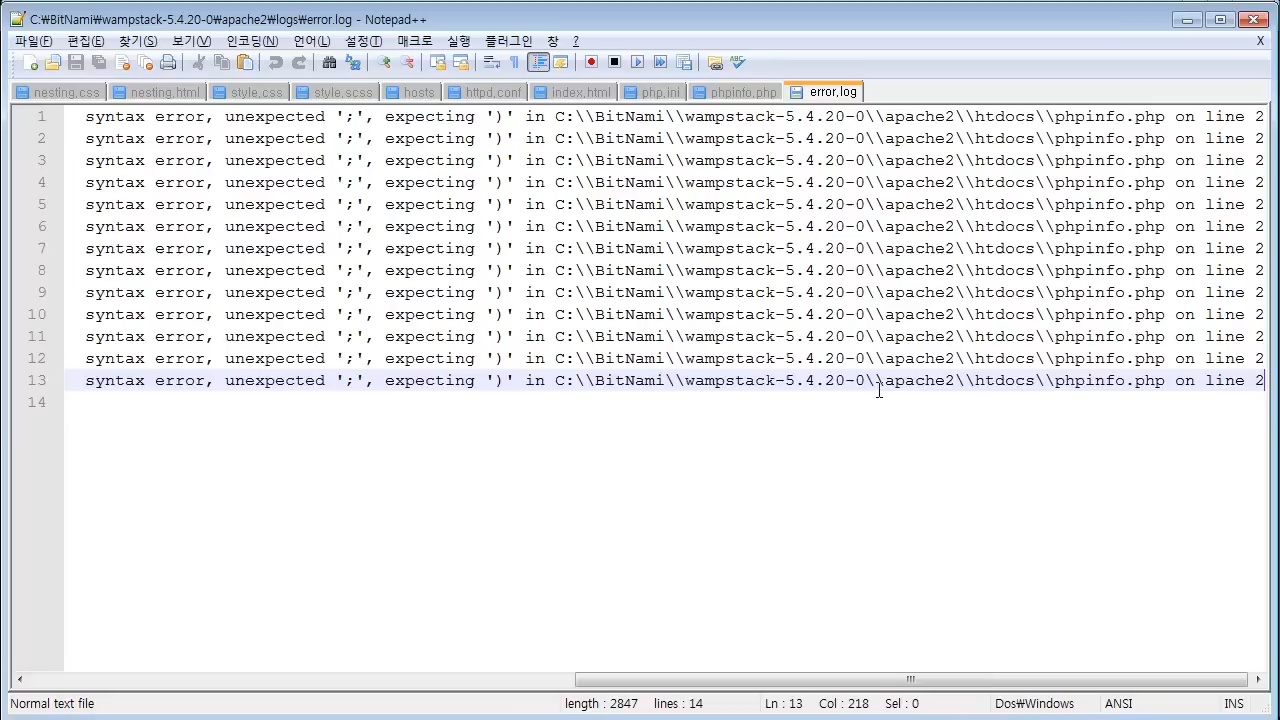 C:₩BitNami₩wampstack-5.4.20-0₩apache2₩logs₩error.log - Notepad++
파일(F) 편집(E) 찾기(S) 보기(V) 인코딩(N) 언어(L) 설정(T) 매크로 실행 플러그인 창 ? X
nesting.css nesting.html style.css style.scss hosts httpd.conf index.html php.ini phpinfo.php error.log
1 syntax error, unexpected ';', expecting ')' in C:\\BitNami\\wampstack-5.4.20-0\\apache2\\htdocs\\phpinfo.php on line 2
2 syntax error, unexpected ';', expecting ')' in C:\\BitNami\\wampstack-5.4.20-0\\apache2\\htdocs\\phpinfo.php on line 2
3 syntax error, unexpected ';', expecting ')' in C:\\BitNami\\wampstack-5.4.20-0\\apache2\\htdocs\\phpinfo.php on line 2
4 syntax error, unexpected ';', expecting ')' in C:\\BitNami\\wampstack-5.4.20-0\\apache2\\htdocs\\phpinfo.php on line 2
5 syntax error, unexpected ';', expecting ')' in C:\\BitNami\\wampstack-5.4.20-0\\apache2\\htdocs\\phpinfo.php on line 2
6 syntax error, unexpected ';', expecting ')' in C:\\BitNami\\wampstack-5.4.20-0\\apache2\\htdocs\\phpinfo.php on line 2
7 syntax error, unexpected ';', expecting ')' in C:\\BitNami\\wampstack-5.4.20-0\\apache2\\htdocs\\phpinfo.php on line 2
8 syntax error, unexpected ';', expecting ')' in C:\\BitNami\\wampstack-5.4.20-0\\apache2\\htdocs\\phpinfo.php on line 2
9 syntax error, unexpected ';', expecting ')' in C:\\BitNami\\wampstack-5.4.20-0\\apache2\\htdocs\\phpinfo.php on line 2
10 syntax error, unexpected ';', expecting ')' in C:\\BitNami\\wampstack-5.4.20-0\\apache2\\htdocs\\phpinfo.php on line 2
11 syntax error, unexpected ';', expecting ')' in C:\\BitNami\\wampstack-5.4.20-0\\apache2\\htdocs\\phpinfo.php on line 2
12 syntax error, unexpected ';', expecting ')' in C:\\BitNami\\wampstack-5.4.20-0\\apache2\\htdocs\\phpinfo.php on line 2
13 syntax error, unexpected ';', expecting ')' in C:\\BitNami\\wampstack-5.4.20-0\\apache2\\htdocs\\phpinfo.php on line 2
14
Normal text file length : 2847 lines : 14 Ln : 13 Col : 218 Sel : 0 Dos₩Windows ANSI INS